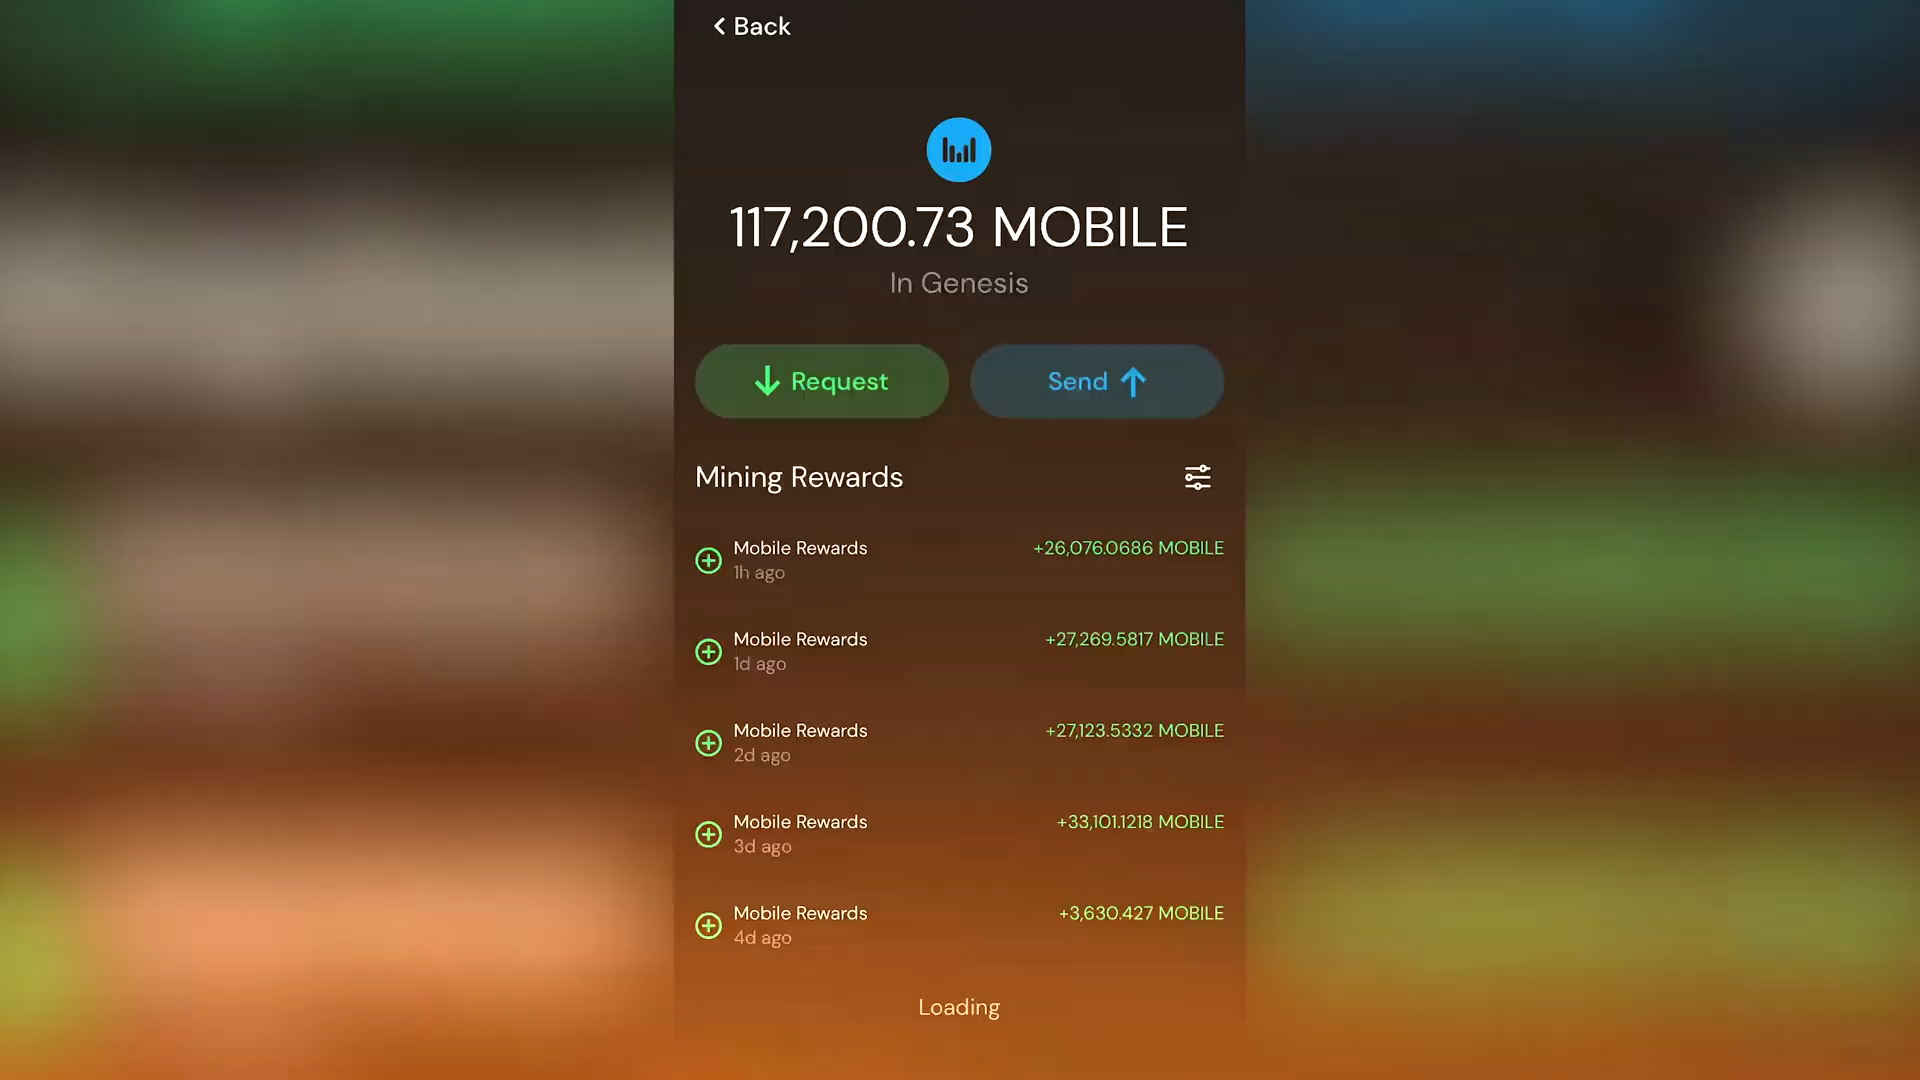 Back
117,200.73 MOBILE
In Genesis
Request
Send
Mining Rewards
Mobile Rewards +26,076.0686 MOBILE
1h ago
Mobile Rewards +27,269.5817 MOBILE
1d ago
Mobile Rewards +27,123.5332 MOBILE
2d ago
Mobile Rewards +33,101.1218 MOBILE
3d ago
Mobile Rewards +3,630.427 MOBILE
4d ago
Loading